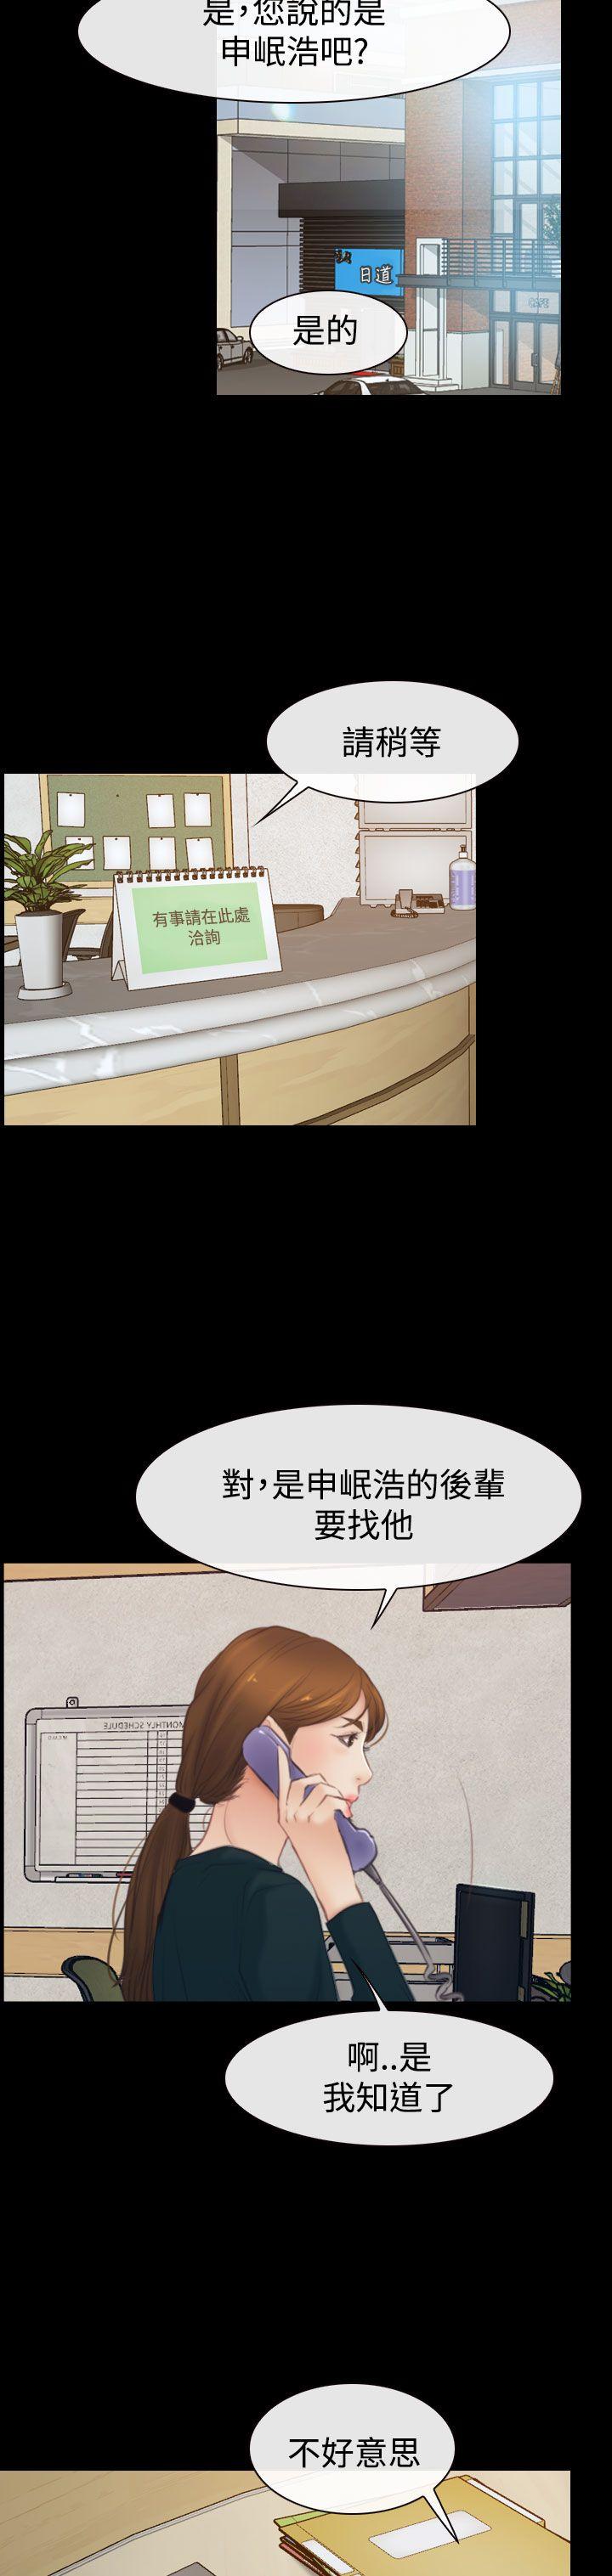 是，您說的是
申岷浩吧?
日道
CAFE
是的
請稍等
有事請在此處
洽詢
對，是申岷浩的後輩
要找他
MONTHLY SCHEDULE
啊..是
我知道了
不好意思